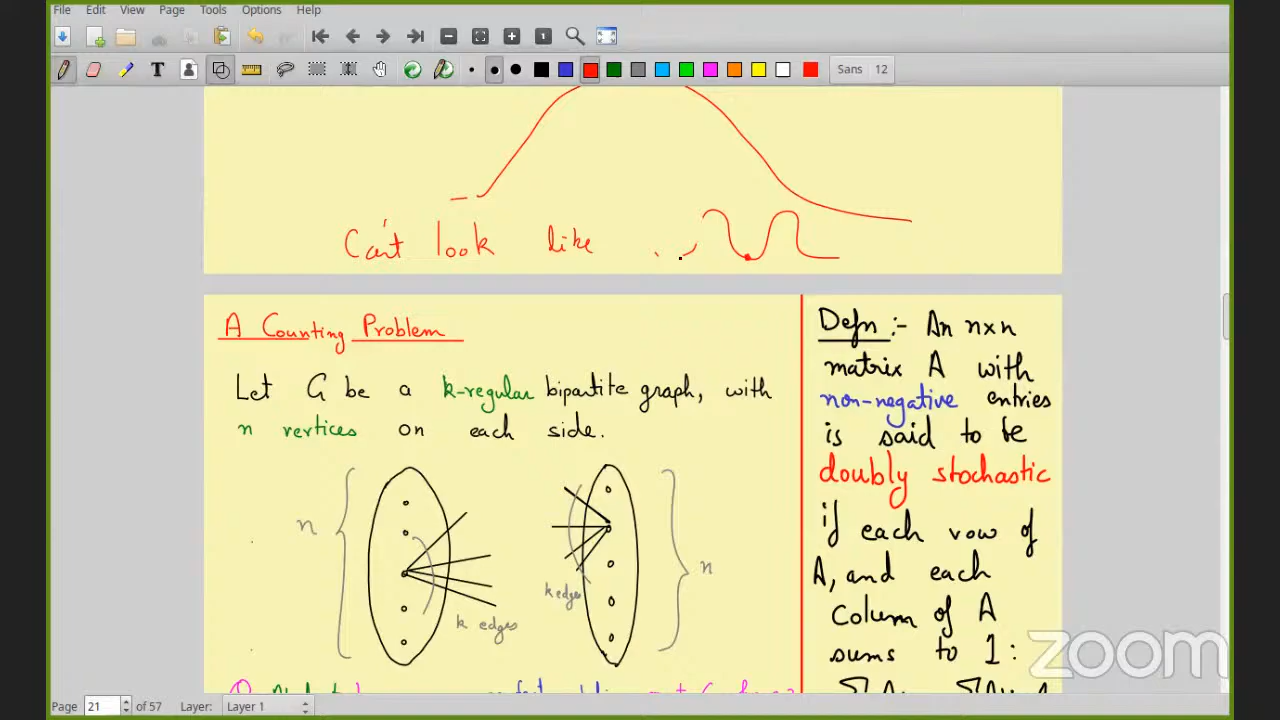 File Edit View Page Tools Options Help
Sans 12
Can't look like
A Counting Problem
Let G be a k-regular bipartite graph, with
n vertices on each side.
n
k edges
k edges
n
Defn :- An n×n
matrix A with
non-negative entries
is said to be
doubly stochastic
if each row of
A, and each
Column of A
sums to 1:
zoom
Page 21 of 57 Layer: Layer 1